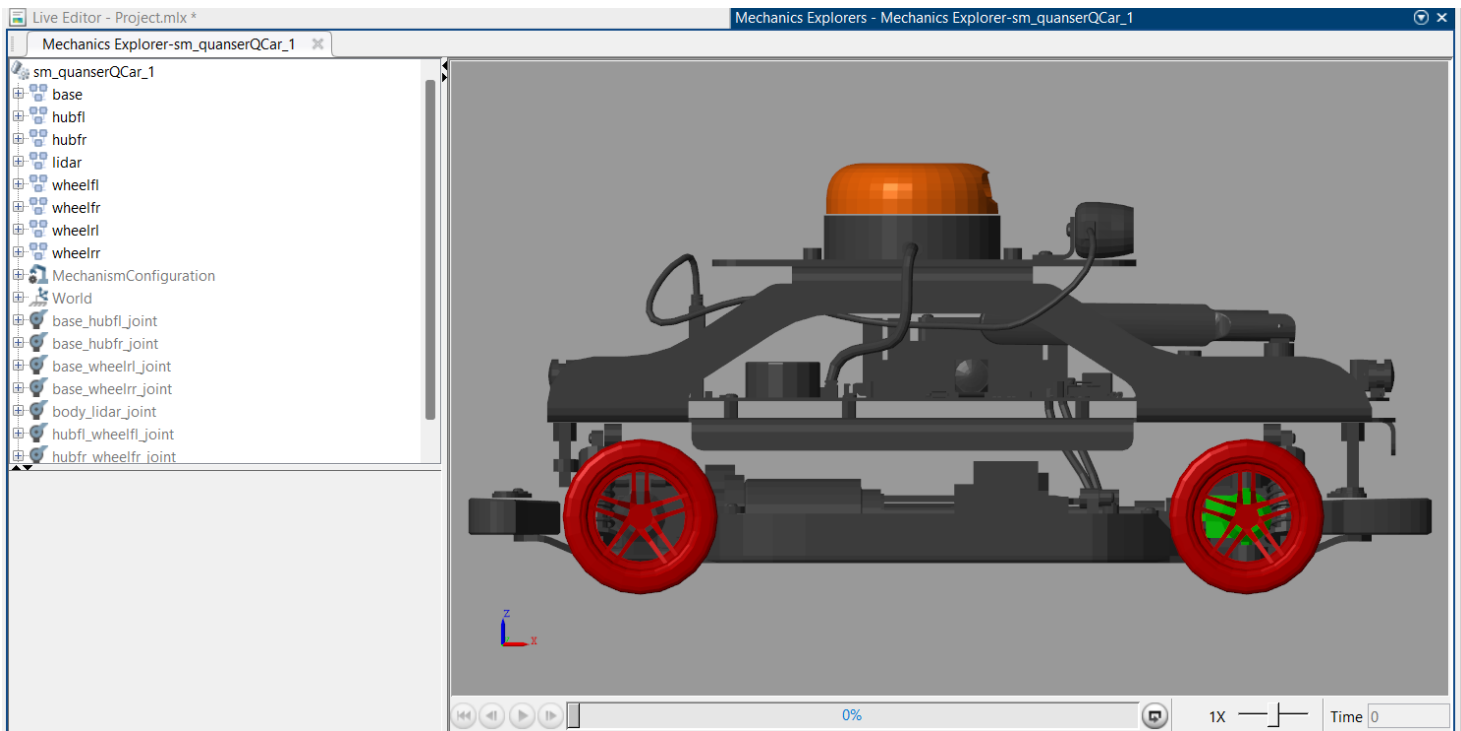 Live Editor - Project.mlx *
Mechanics Explorers - Mechanics Explorer-sm_quanserQCar_1
Mechanics Explorer-sm_quanserQCar_1
sm_quanserQCar_1
base
hubfl
hubfr
lidar
wheelfl
wheelfr
wheelrl
wheelrr
MechanismConfiguration
World
base_hubfl_joint
base_hubfr_joint
base_wheelrl_joint
base_wheelrr_joint
body_lidar_joint
hubfl_wheelfl_joint
hubfr_wheelfr_joint
z
x
0%
1X
Time 0